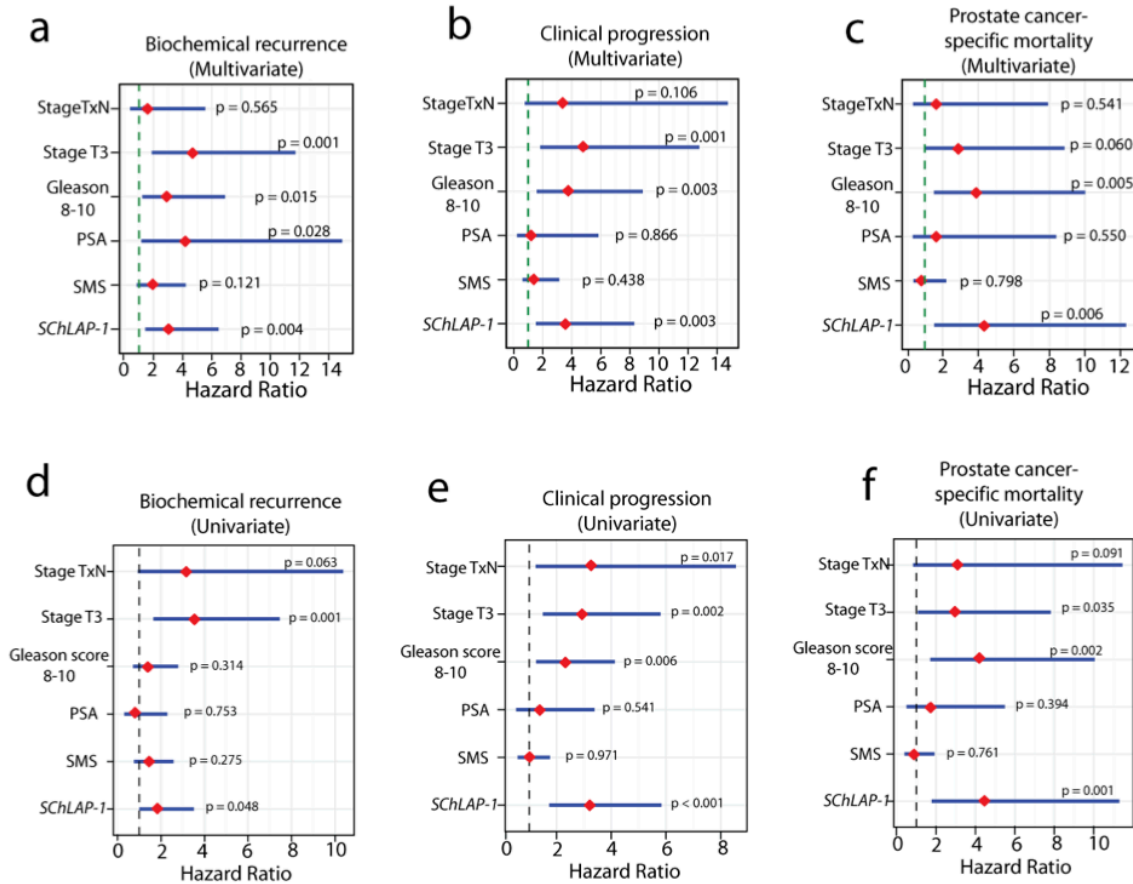 a
Biochemical recurrence
(Multivariate)
StageTxN
p = 0.565
Stage T3
p = 0.001
Gleason
8-10
p = 0.015
PSA
p = 0.028
SMS
p = 0.121
SChLAP-1
p = 0.004
0 2 4 6 8 10 12 14
Hazard Ratio
b
Clinical progression
(Multivariate)
StageTxN
p = 0.106
Stage T3
p = 0.001
Gleason
8-10
p = 0.003
PSA
p = 0.866
SMS
p = 0.438
SChLAP-1
p = 0.003
0 2 4 6 8 10 12 14
Hazard Ratio
c
Prostate cancer-
specific mortality
(Multivariate)
StageTxN
p = 0.541
Stage T3
p = 0.060
Gleason
8-10
p = 0.005
PSA
p = 0.550
SMS
p = 0.798
SChLAP-1
p = 0.006
0 2 4 6 8 10 12
Hazard Ratio
d
Biochemical recurrence
(Univariate)
Stage TxN
p = 0.063
Stage T3
p = 0.001
Gleason score
8-10
p = 0.314
PSA
p = 0.753
SMS
p = 0.275
SChLAP-1
p = 0.048
0 2 4 6 8 10
Hazard Ratio
e
Clinical progression
(Univariate)
Stage TxN
p = 0.017
Stage T3
p = 0.002
Gleason score
8-10
p = 0.006
PSA
p = 0.541
SMS
p = 0.971
SChLAP-1
p < 0.001
0 2 4 6 8
Hazard Ratio
f
Prostate cancer-
specific mortality
(Univariate)
Stage TxN
p = 0.091
Stage T3
p = 0.035
Gleason score
8-10
p = 0.002
PSA
p = 0.394
SMS
p = 0.761
SChLAP-1
p = 0.001
0 2 4 6 8 10
Hazard Ratio